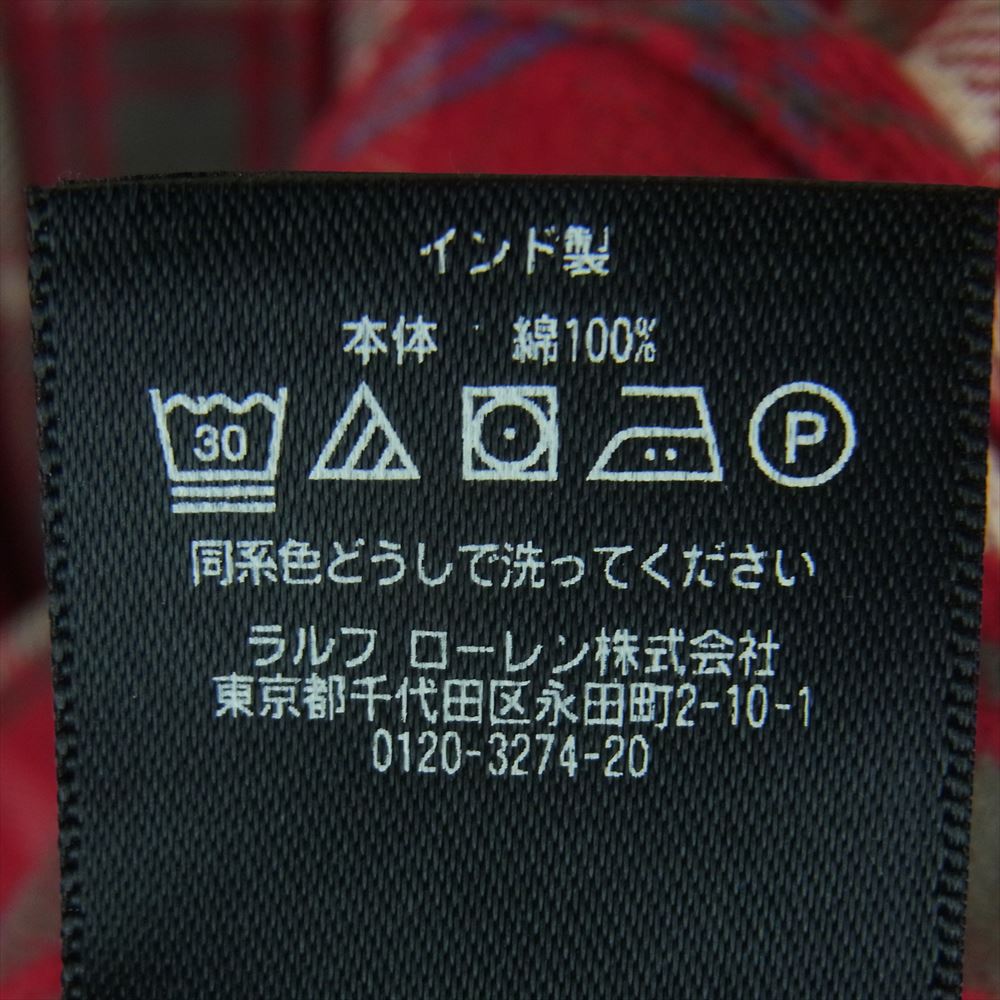 インド製
本体 綿100%
30 P
同系色どうしで洗ってください
ラルフ ローレン株式会社
東京都千代田区永田町2-10-1
0120-3274-20